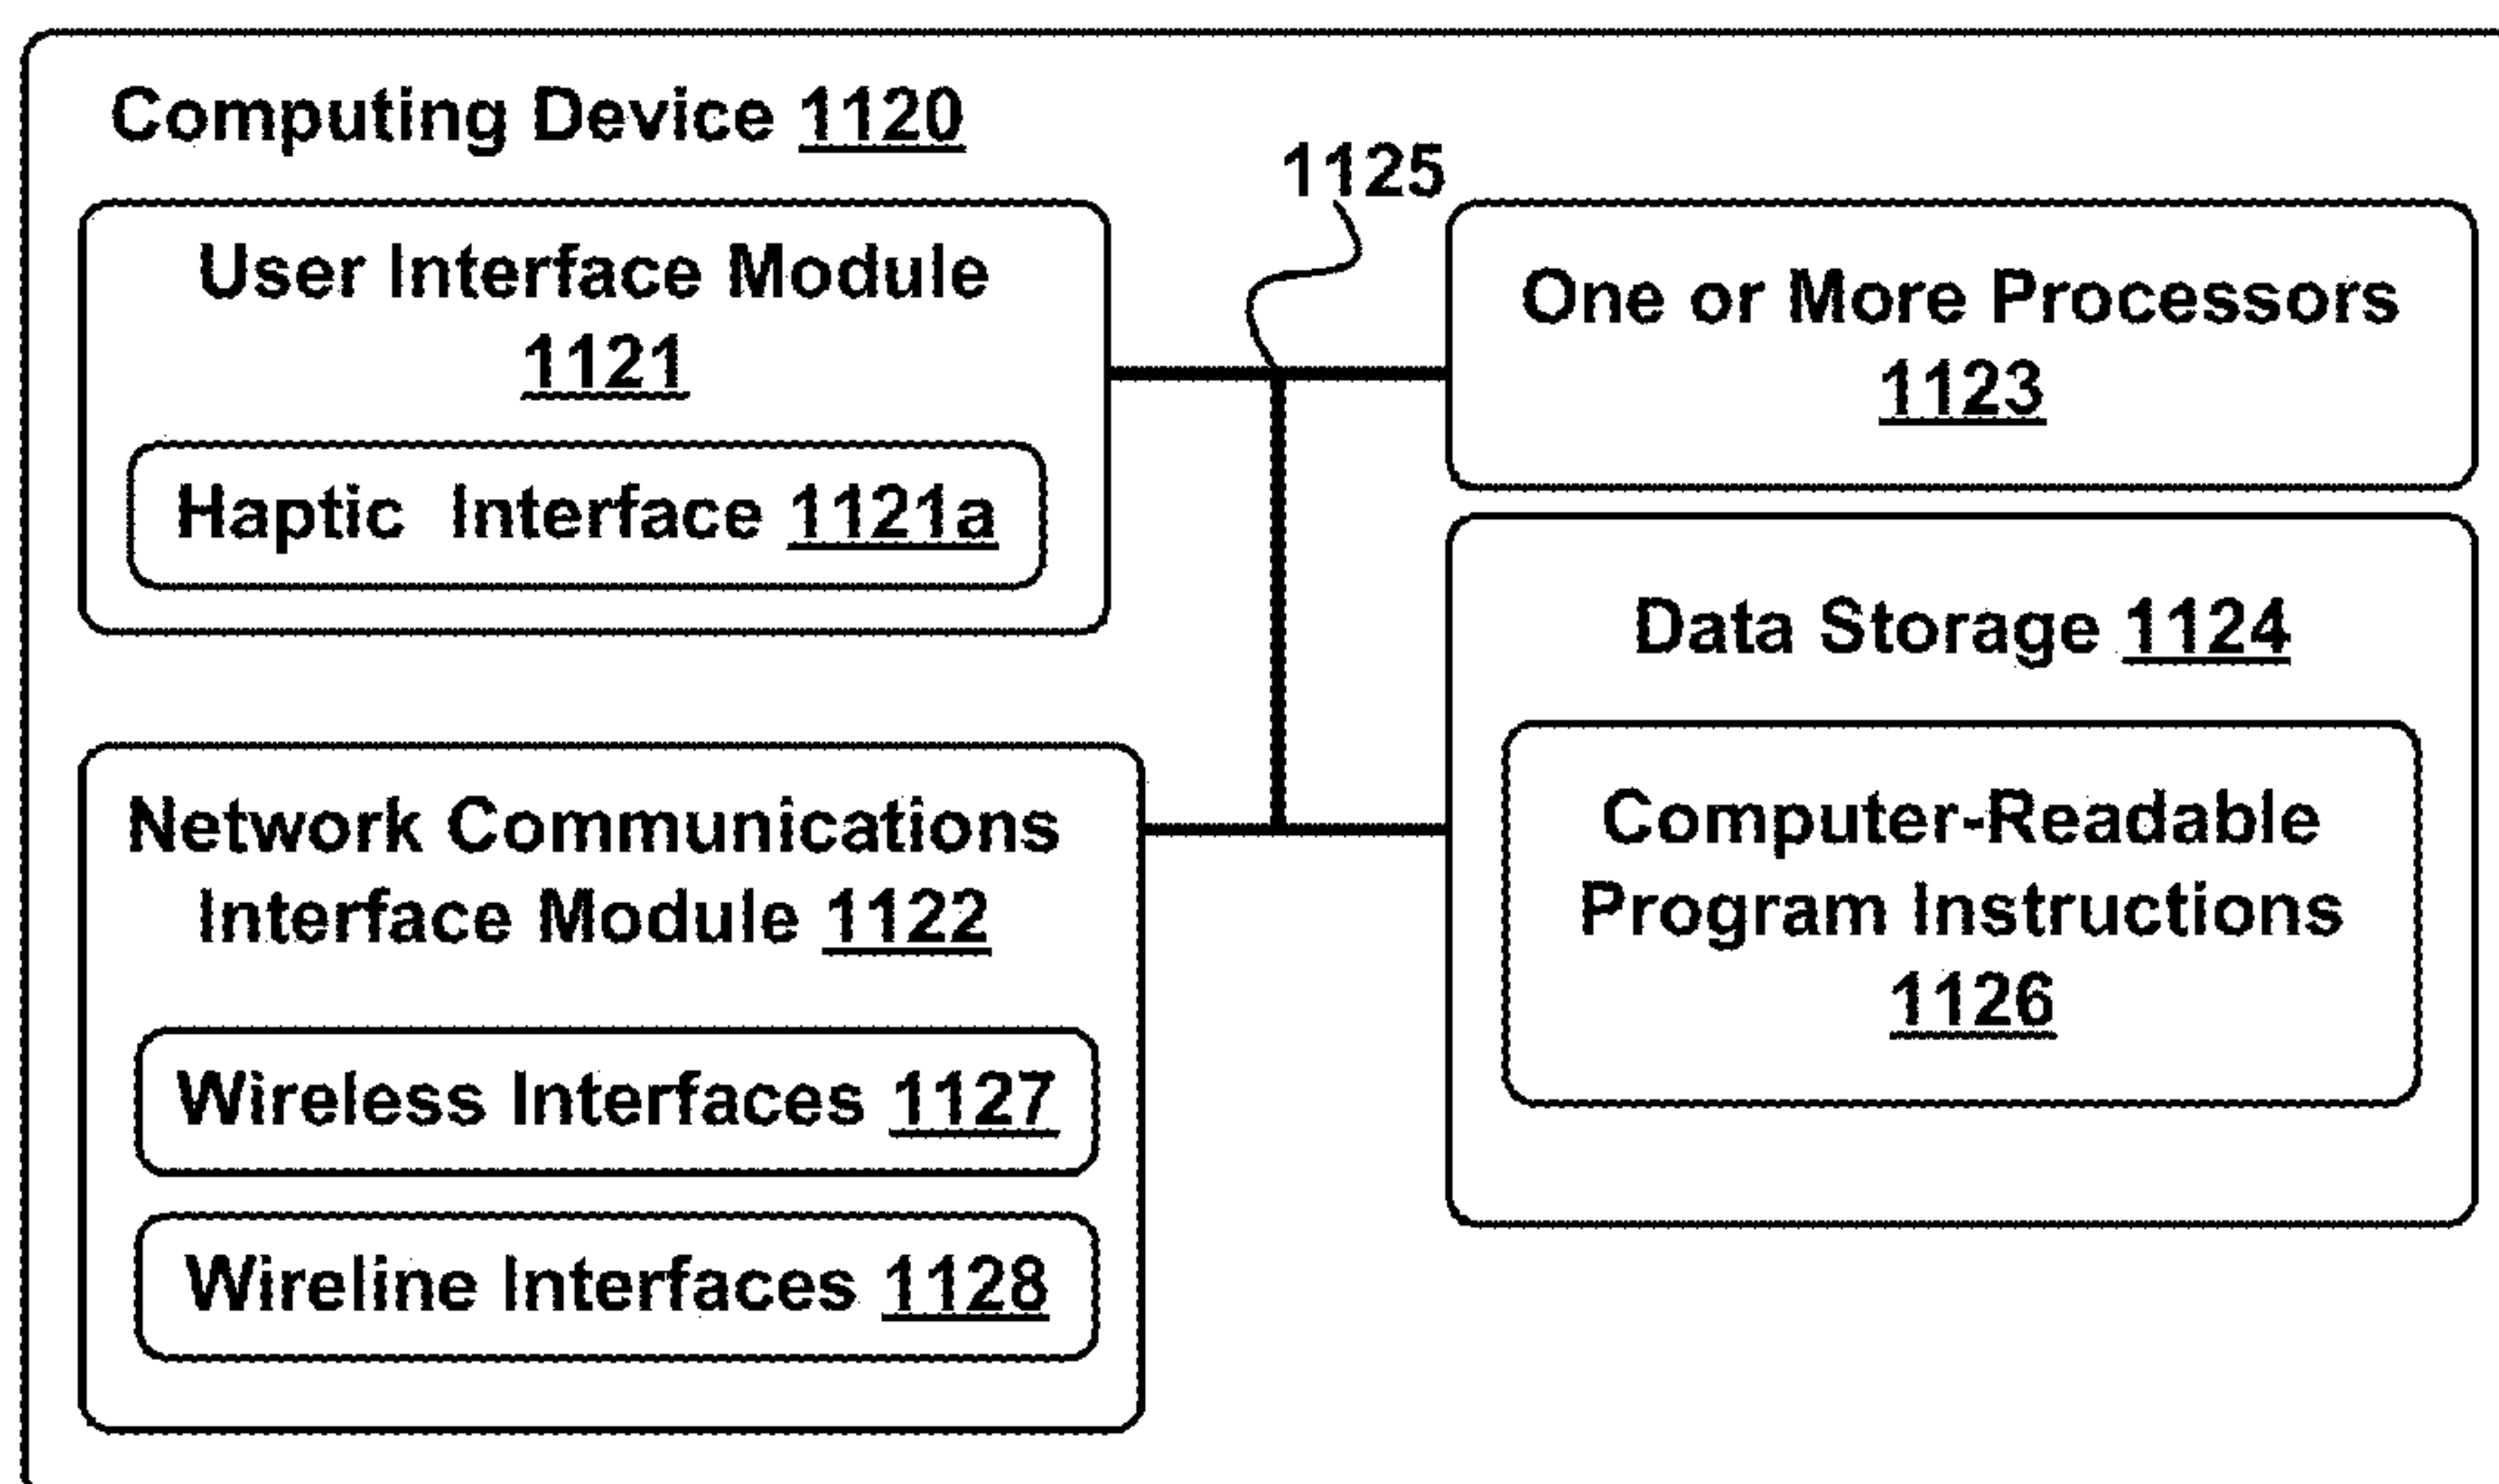 Computing Device 1120
1125
User Interface Module
1121
Haptic Interface 1121a
One or More Processors
1123
Data Storage 1124
Computer-Readable
Program Instructions
1126
Network Communications
Interface Module 1122
Wireless Interfaces 1127
Wireline Interfaces 1128